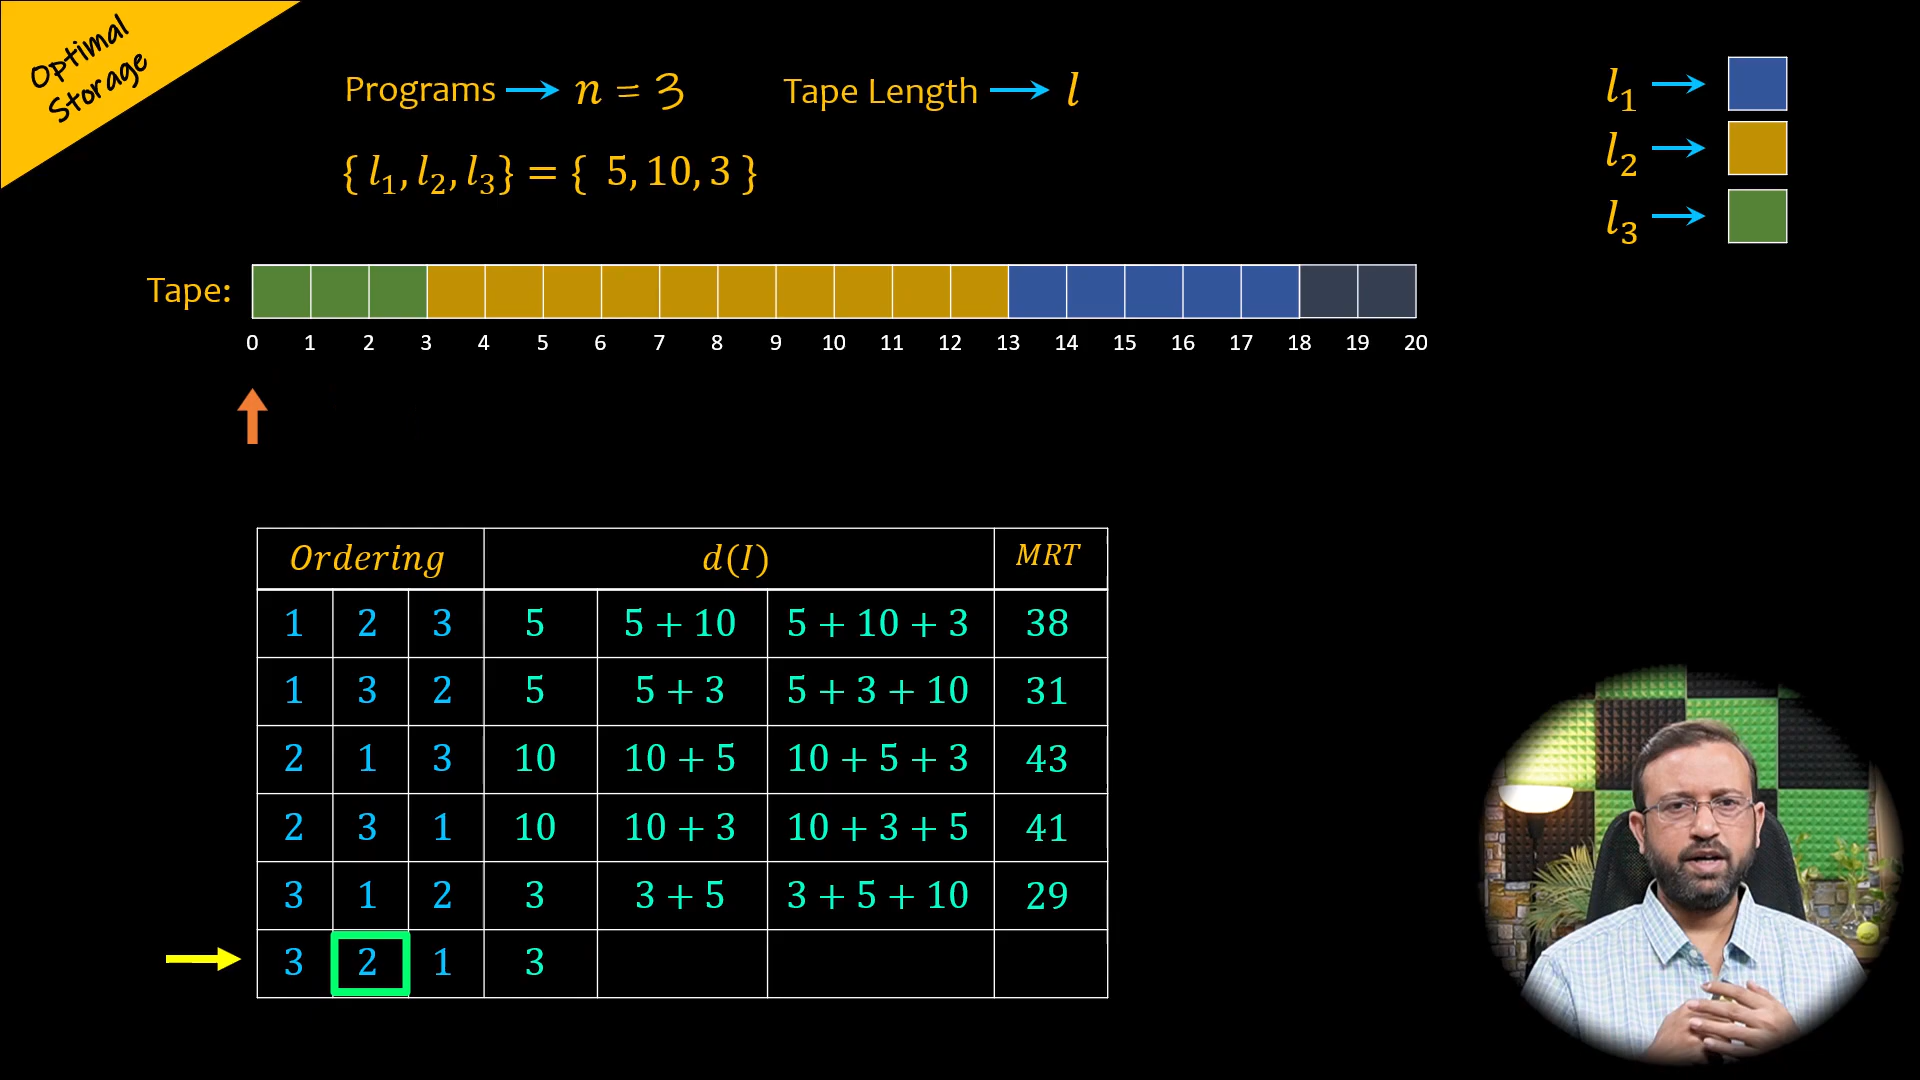 Optimal
Storage
Programs → n = 3 Tape Length → l
{ l₁, l₂, l₃} = { 5, 10, 3 }
l₁ →
l₂ →
l₃ →
Tape:
0 1 2 3 4 5 6 7 8 9 10 11 12 13 14 15 16 17 18 19 20
Ordering d(I) MRT
1 2 3 5 5 + 10 5 + 10 + 3 38
1 3 2 5 5 + 3 5 + 3 + 10 31
2 1 3 10 10 + 5 10 + 5 + 3 43
2 3 1 10 10 + 3 10 + 3 + 5 41
3 1 2 3 3 + 5 3 + 5 + 10 29
3 2 1 3